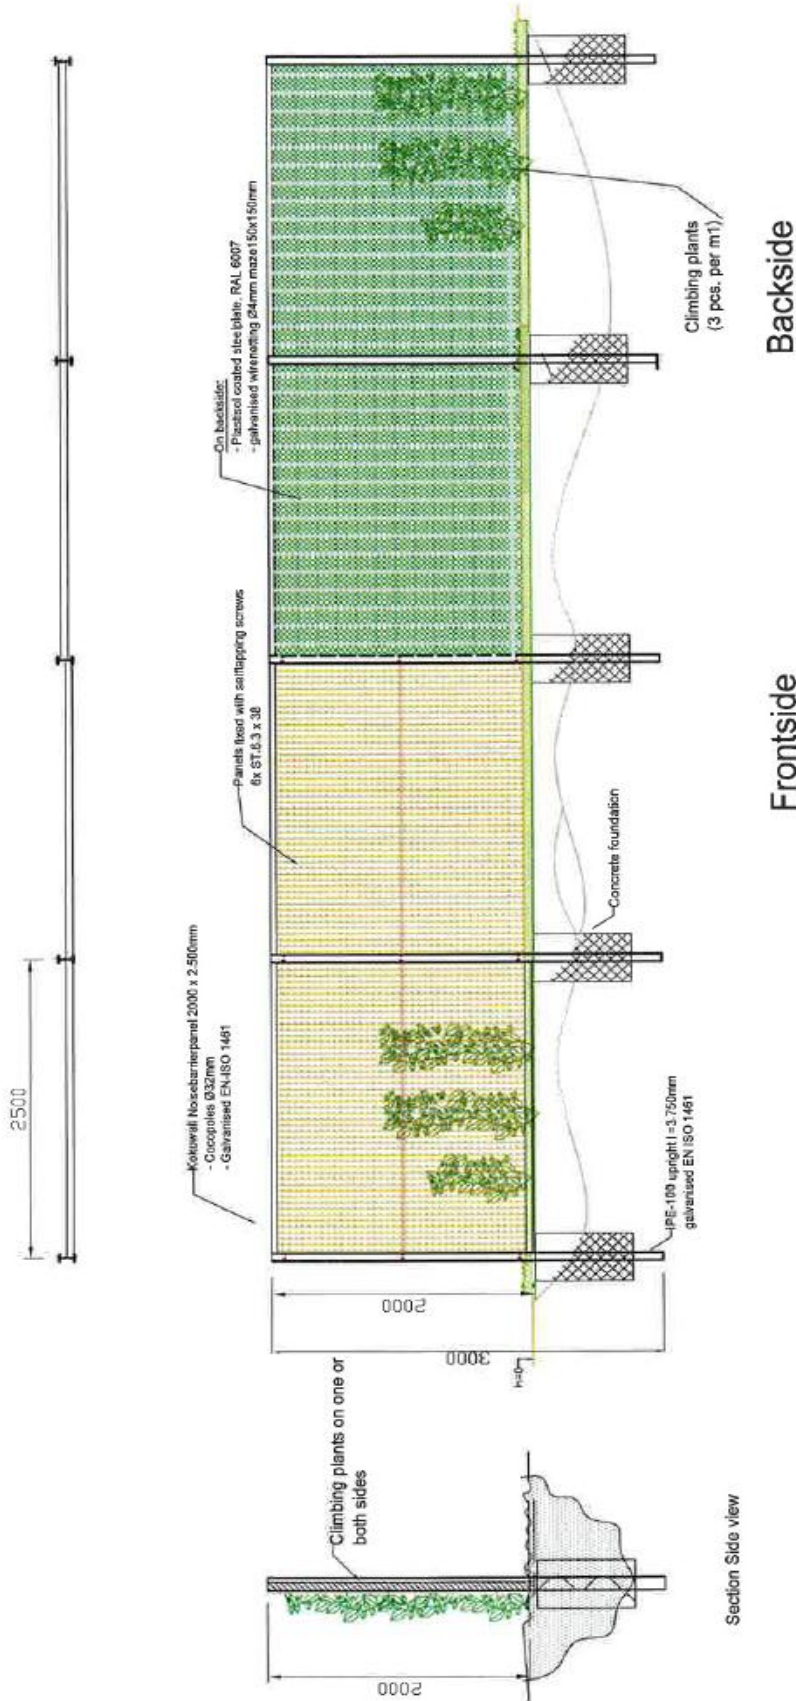 2500
Kokowall Noisebarrierpanel 2000 x 2.500mm
- Cocopoles Ø32mm
- Galvanised EN-ISO 1461
Panels fixed with selftapping screws
6x ST.6.3 x 38
On backside:
- Plastisol coated steelplate, RAL 6007
- galvanised wirenetting Ø4mm maze150x150mm
2000
3000
H=0
IPE-100 upright l=3.750mm
galvanised EN ISO 1461
Concrete foundation
Climbing plants
(3 pcs. per m1)
Frontside
Backside
Climbing plants on one or
both sides
2000
Section Side view